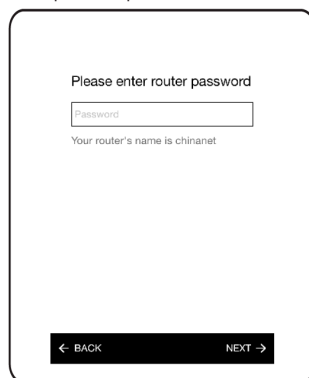 Please enter router password
Password
Your router's name is chinanet
← BACK NEXT →